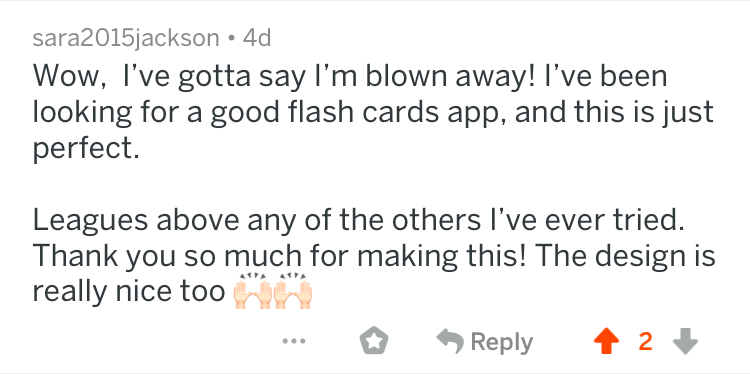 sara2015jackson • 4d
Wow,  I've gotta say I'm blown away! I've been
looking for a good flash cards app, and this is just
perfect.
Leagues above any of the others I've ever tried.
Thank you so much for making this! The design is
really nice too 🙌🏻🙌🏻
Reply 2